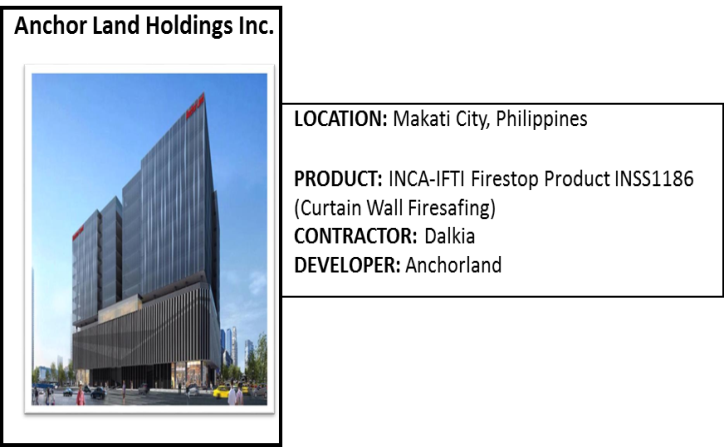 Anchor Land Holdings Inc.
LOCATION: Makati City, Philippines
PRODUCT: INCA-IFTI Firestop Product INSS1186
(Curtain Wall Firesafing)
CONTRACTOR: Dalkia
DEVELOPER: Anchorland